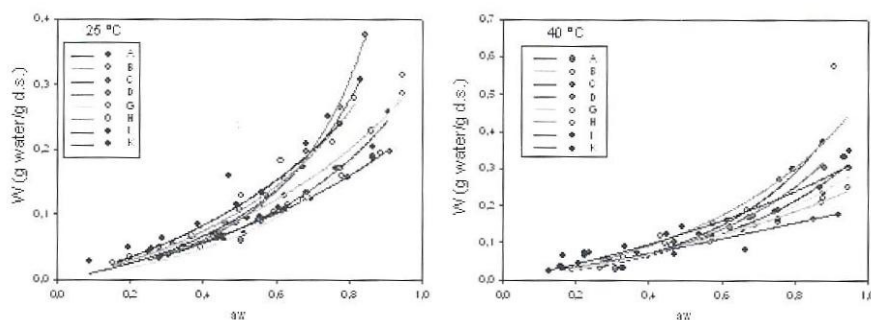 25 °C
A
B
C
D
G
H
I
K
W (g water/g d.s.)
0,4
0,3
0,2
0,1
0,0
0,0 0,2 0,4 0,6 0,8 1,0
aw
40 °C
A
B
C
D
G
H
I
K
W (g water/g d.s.)
0,7
0,6
0,5
0,4
0,3
0,2
0,1
0,0
0,0 0,2 0,4 0,6 0,8 1,0
aw